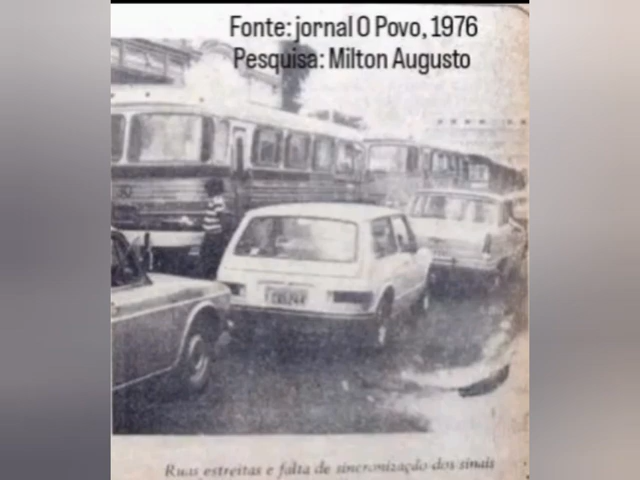 Fonte: jornal O Povo, 1976
Pesquisa: Milton Augusto
Ruas estreitas e falta de sincronização dos sinais